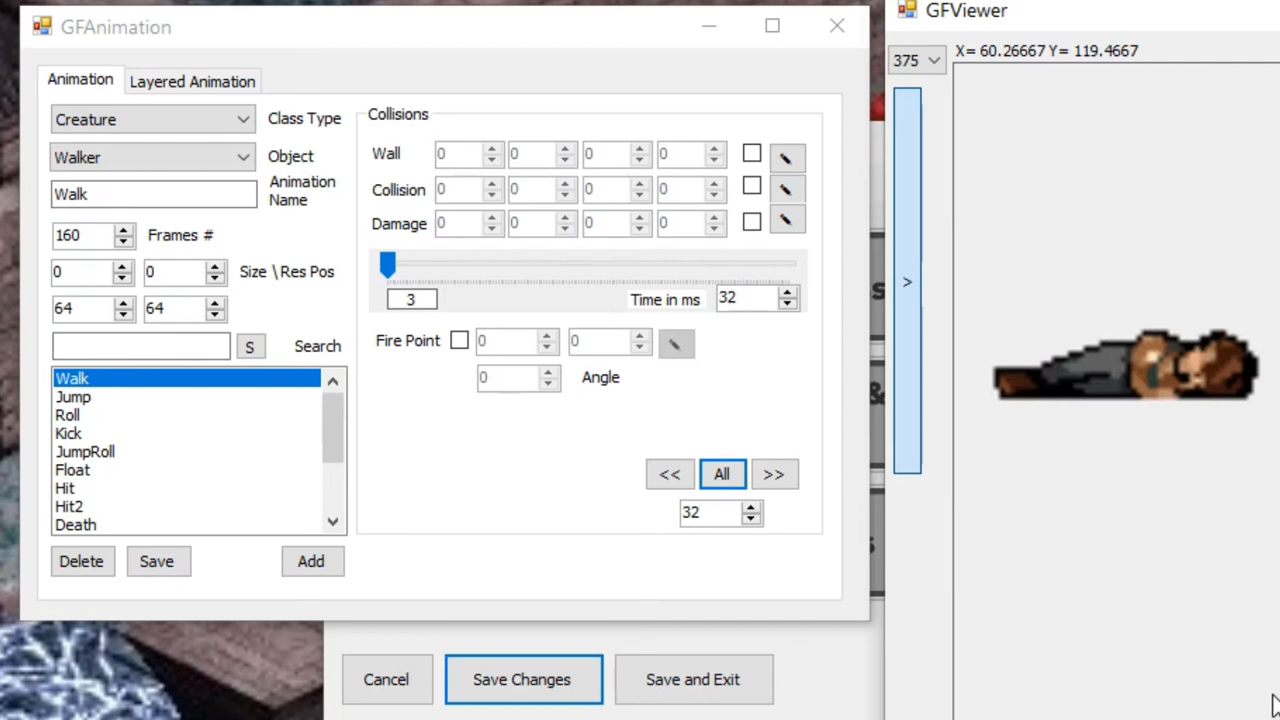 GFAnimation
GFViewer
Animation
Layered Animation
375
X= 60.26667 Y= 119.4667
Creature
Class Type
Walker
Object
Walk
Animation
Name
160
Frames #
0
0
Size \Res Pos
64
64
S
Search
Walk
Jump
Roll
Kick
JumpRoll
Float
Hit
Hit2
Death
Delete
Save
Add
Collisions
Wall
0
0
0
0
Collision
0
0
0
0
Damage
0
0
0
0
3
Time in ms
32
Fire Point
0
0
0
Angle
<<
All
>>
32
>
s
&
Cancel
Save Changes
Save and Exit